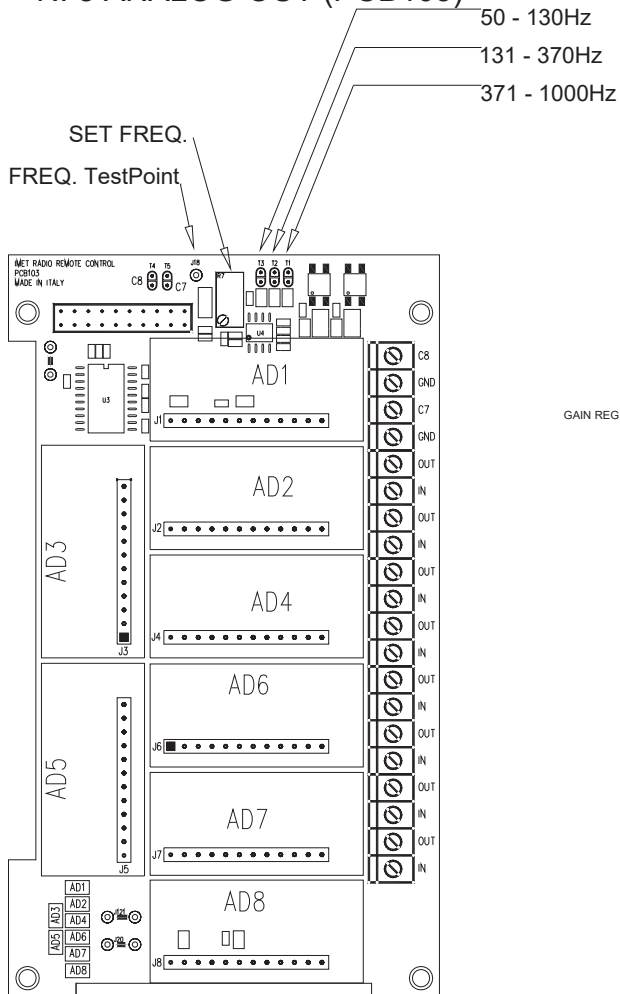 50 - 130Hz
131 - 370Hz
371 - 1000Hz
SET FREQ.
FREQ. TestPoint
MET RADIO REMOTE CONTROL
PCB103
MADE IN ITALY
T4
T5
C8
C7
J18
R7
T3
T2
T1
U4
U3
AD1
J1
AD2
J2
AD3
J3
AD4
J4
AD6
J6
AD5
J5
AD7
J7
AD8
J8
C8
GND
C7
GND
OUT
IN
OUT
IN
OUT
IN
OUT
IN
OUT
IN
OUT
IN
OUT
IN
OUT
IN
GAIN REG
AD1
AD2
AD3
AD4
AD5
AD6
AD7
AD8
J121
J20